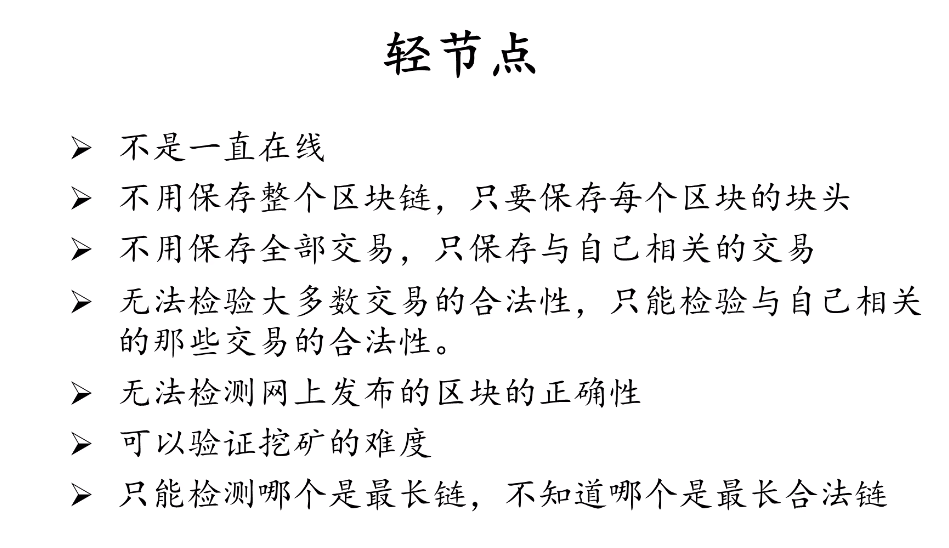 轻节点
➢ 不是一直在线
➢ 不用保存整个区块链，只要保存每个区块的块头
➢ 不用保存全部交易，只保存与自己相关的交易
➢ 无法检验大多数交易的合法性，只能检验与自己相关
的那些交易的合法性。
➢ 无法检测网上发布的区块的正确性
➢ 可以验证挖矿的难度
➢ 只能检测哪个是最长链，不知道哪个是最长合法链